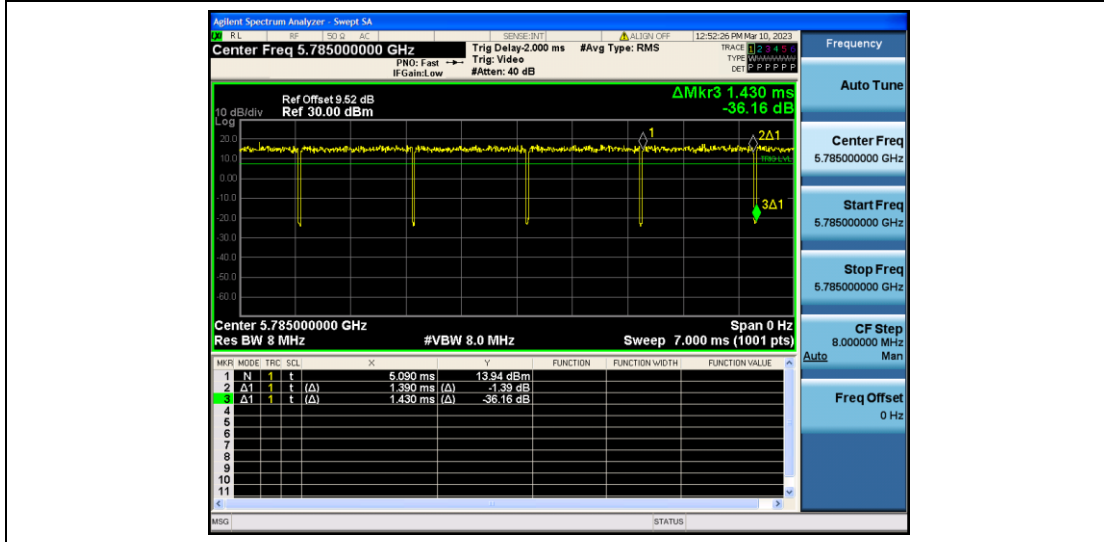 Agilent Spectrum Analyzer - Swept SA
RL RF 50 Ω AC SENSE:INT ALIGN OFF 12:52:26 PM Mar 10, 2023
Center Freq 5.785000000 GHz
PNO: Fast
IFGain:Low
Trig Delay-2.000 ms
Trig: Video
#Atten: 40 dB
#Avg Type: RMS
TRACE 1 2 3 4 5 6
TYPE W
DET P P P P P P
ΔMkr3 1.430 ms
-36.16 dB
Ref Offset 9.52 dB
10 dB/div Ref 30.00 dBm
Log
20.0
10.0
0.00
-10.0
-20.0
-30.0
-40.0
-50.0
-60.0
1
2Δ1
TRIG LVL
3Δ1
Center 5.785000000 GHz Span 0 Hz
Res BW 8 MHz #VBW 8.0 MHz Sweep 7.000 ms (1001 pts)
MKR MODE TRC SCL X Y FUNCTION FUNCTION WIDTH FUNCTION VALUE
1 N 1 t 5.090 ms 13.94 dBm
2 Δ1 1 t (Δ) 1.390 ms (Δ) -1.39 dB
3 Δ1 1 t (Δ) 1.430 ms (Δ) -36.16 dB
4
5
6
7
8
9
10
11
MSG STATUS
Frequency
Auto Tune
Center Freq
5.785000000 GHz
Start Freq
5.785000000 GHz
Stop Freq
5.785000000 GHz
CF Step
8.000000 MHz
Auto Man
Freq Offset
0 Hz